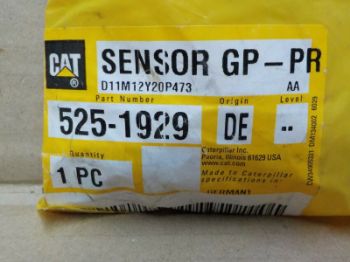 CAT SENSOR GP-PR
D11M12Y20P473 AA
Part Number Origin Level
525-1929 DE --
Quantity
1 PC
Caterpillar Inc.
Peoria, Illinois 61629 USA
www.cat.com
Made to Caterpillar
specifications in
GERMANY